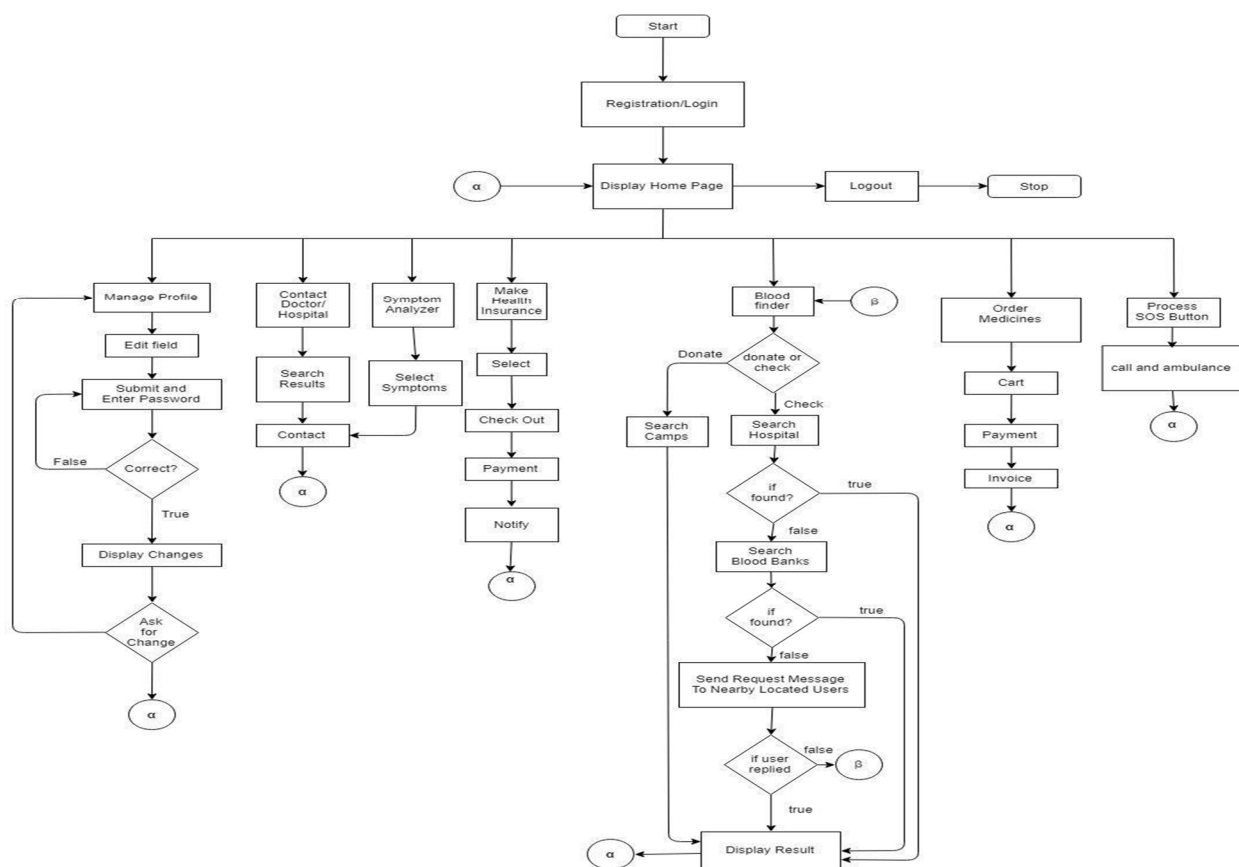 Start
Registration/Login
α
Display Home Page
Logout
Stop
Manage Profile
Edit field
Submit and
Enter Password
False
Correct?
True
Display Changes
Ask
for
Change
α
Contact
Doctor/
Hospital
Search
Results
Contact
α
Symptom
Analyzer
Select
Symptoms
Make
Health
Insurance
Select
Check Out
Payment
Notify
α
Blood
finder
β
Donate
donate or
check
Check
Search
Camps
Search
Hospital
if
found?
true
false
Search
Blood Banks
if
found?
true
false
Send Request Message
To Nearby Located Users
if user
replied
false
β
true
Display Result
α
Order
Medicines
Cart
Payment
Invoice
α
Process
SOS Button
call and ambulance
α